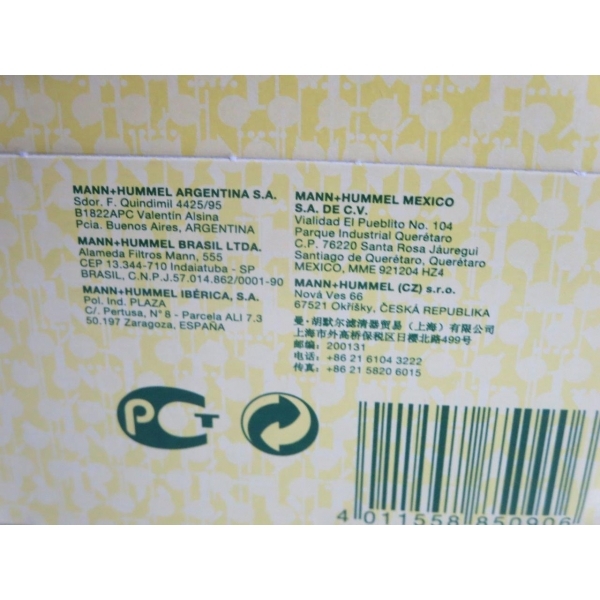 MANN+HUMMEL ARGENTINA S.A.
Sdor. F. Quindimil 4425/95
B1822APC Valentín Alsina
Pcia. Buenos Aires, ARGENTINA
MANN+HUMMEL BRASIL LTDA.
Alameda Filtros Mann, 555
CEP 13.344-710 Indaiatuba - SP
BRASIL, C.N.P.J.57.014.862/0001-90
MANN+HUMMEL IBÉRICA, S.A.
Pol. Ind. PLAZA
C/. Pertusa, Nº 8 - Parcela ALI 7.3
50.197 Zaragoza, ESPAÑA
MANN+HUMMEL MEXICO
S.A. DE C.V.
Vialidad El Pueblito No. 104
Parque Industrial Querétaro
C.P. 76220 Santa Rosa Jáuregui
Santiago de Querétaro, Querétaro
MEXICO, MME 921204 HZ4
MANN+HUMMEL (CZ) s.r.o.
Nová Ves 66
67521 Okříšky, ČESKÁ REPUBLIKA
曼·胡默尔滤清器贸易（上海）有限公司
上海市外高桥保税区日樱北路499号
邮编：200131
电话：+86 21 6104 3222
传真：+86 21 5820 6015
PCT
4 011558 850906